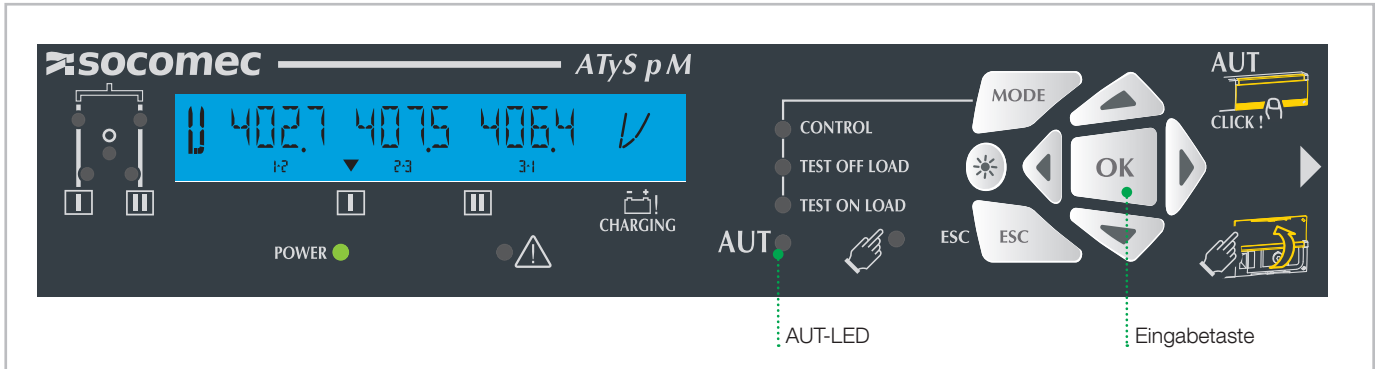 socomec ATyS p M
U 402.7 407.5 406.4 V
1-2 2-3 3-1
I II I II
CHARGING
POWER
MODE
CONTROL
TEST OFF LOAD
TEST ON LOAD
AUT
OK
ESC ESC
AUT
CLICK !
AUT-LED
Eingabetaste